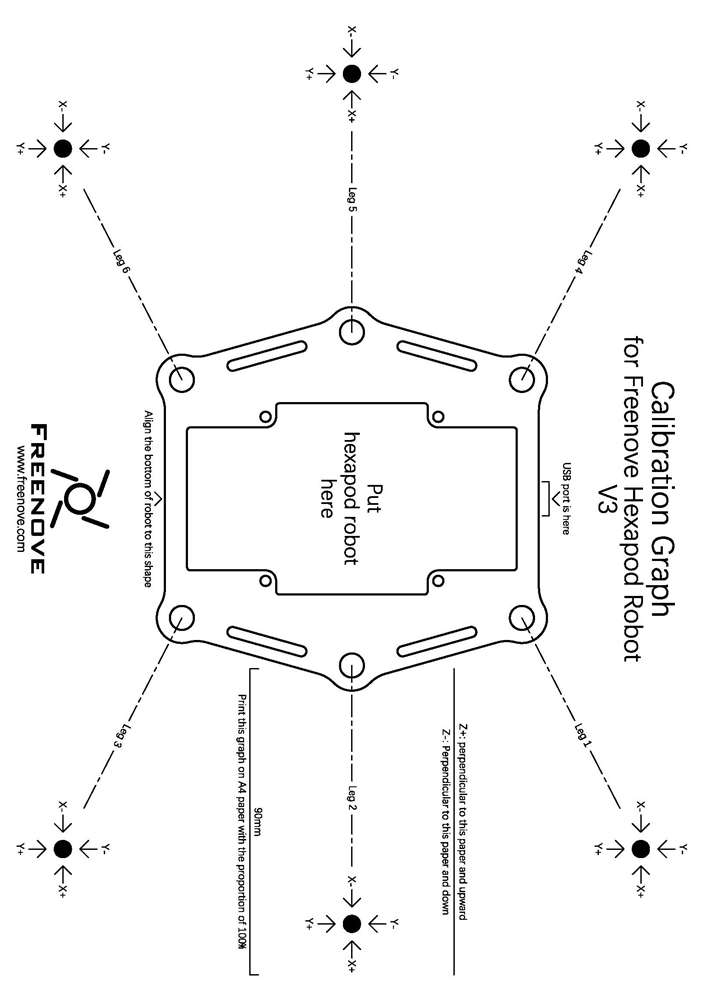 Calibration Graph
for Freenove Hexapod Robot
V3
X-
Y-
Y+
X+
Leg 4
USB port is here
Leg 1
X-
Y-
Y+
X+
X-
Y-
Y+
X+
Leg 5
Put
hexapod robot
here
Z+: perpendicular to this paper and upward
Z-: Perpendicular to this paper and down
Leg 2
X-
Y-
Y+
X+
90mm
Print this graph on A4 paper with the proportion of 100%
X-
Y-
Y+
X+
Leg 6
Align the bottom of robot to this shape
Leg 3
X-
Y-
Y+
X+
FREENOVE
www.freenove.com